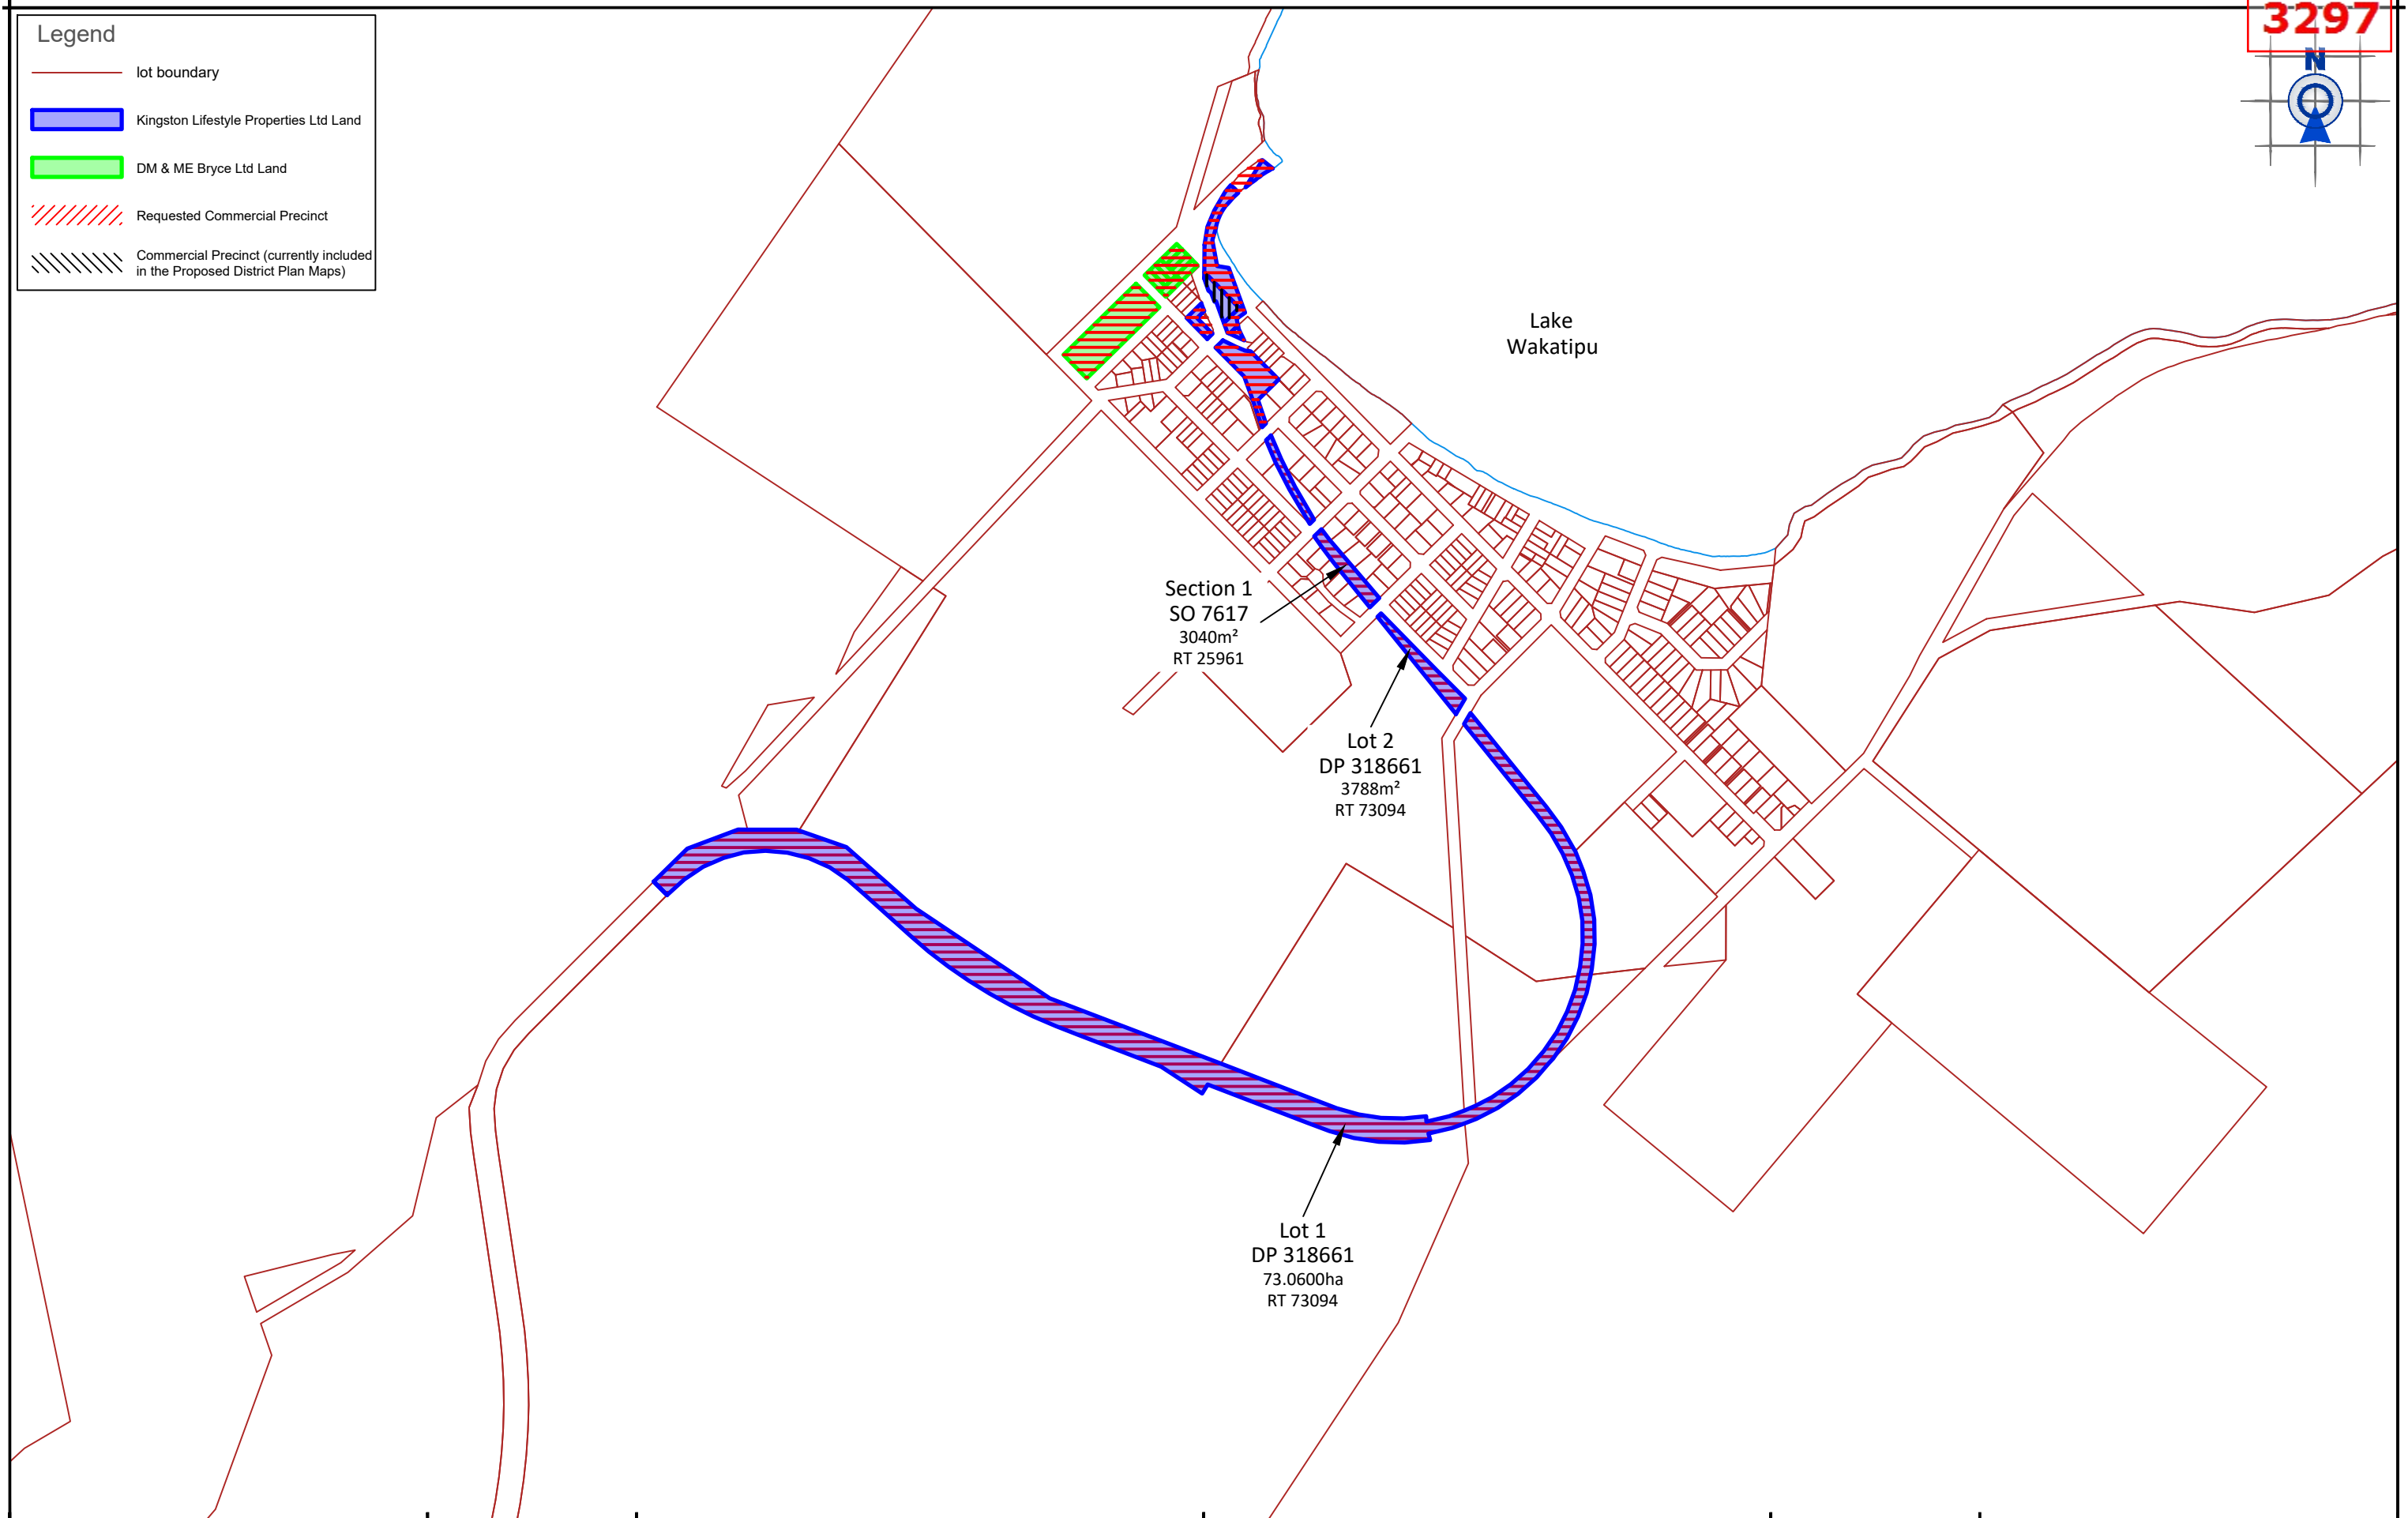 Legend
lot boundary
Kingston Lifestyle Properties Ltd Land
DM & ME Bryce Ltd Land
Requested Commercial Precinct
Commercial Precinct (currently included
in the Proposed District Plan Maps)
3297
N
Lake
Wakatipu
Section 1
SO 7617
3040m²
RT 25961
Lot 2
DP 318661
3788m²
RT 73094
Lot 1
DP 318661
73.0600ha
RT 73094